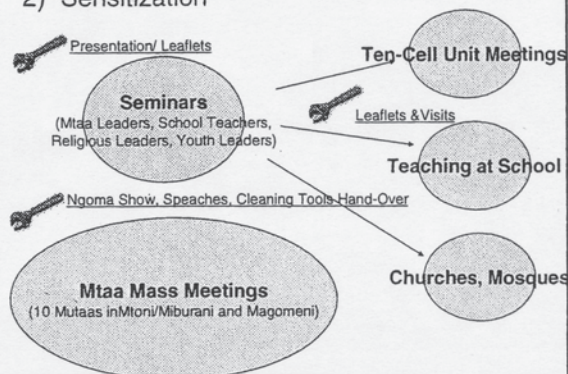 2) Sensitization
Presentation/ Leaflets
Seminars
(Mtaa Leaders, School Teachers,
Religious Leaders, Youth Leaders)
Ten-Cell Unit Meetings
Leaflets &Visits
Teaching at School
Churches, Mosques
Ngoma Show, Speaches, Cleaning Tools Hand-Over
Mtaa Mass Meetings
(10 Mutaas inMtoni/Miburani and Magomeni)